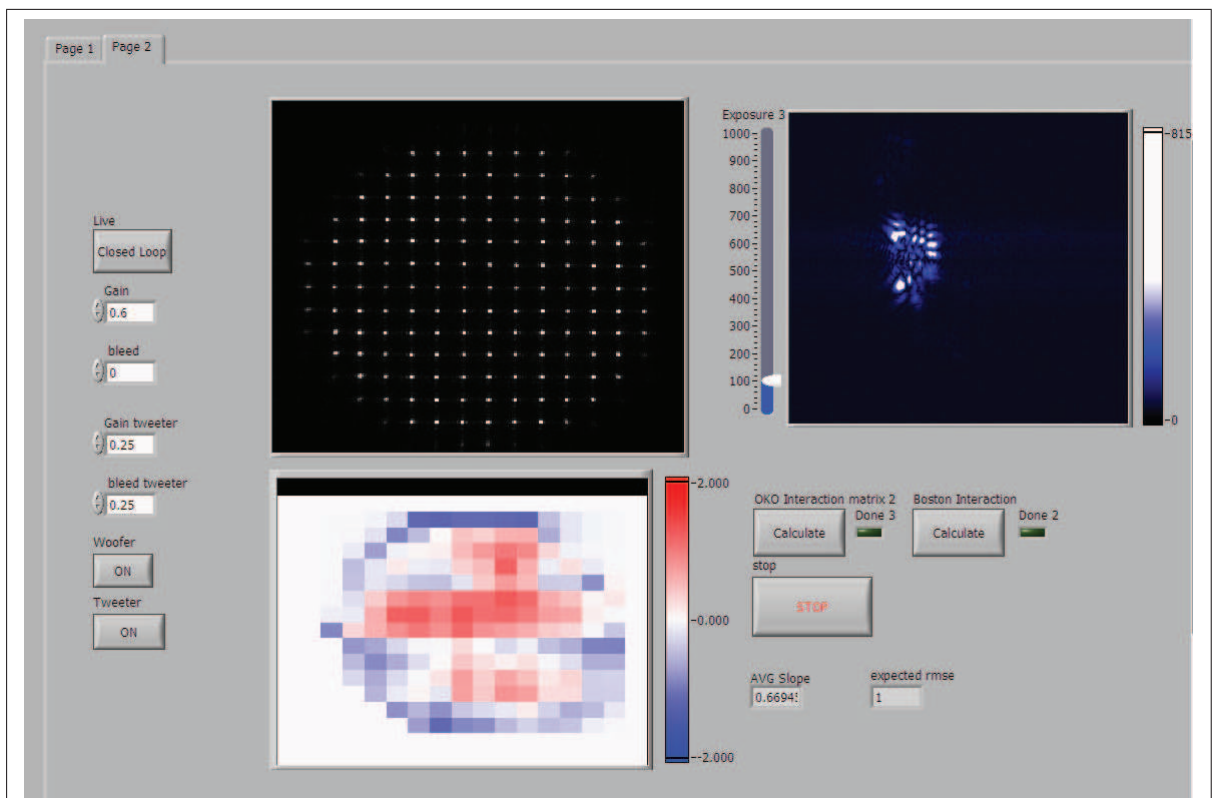 Page 1
Page 2
Live
Closed Loop
Gain
0.6
bleed
0
Gain tweeter
0.25
bleed tweeter
0.25
Woofer
ON
Tweeter
ON
Exposure 3
1000
900
800
700
600
500
400
300
200
100
0
815
0
2.000
0.000
-2.000
OKO Interaction matrix 2
Done 3
Calculate
Boston Interaction
Done 2
Calculate
stop
STOP
AVG Slope
expected rmse
1